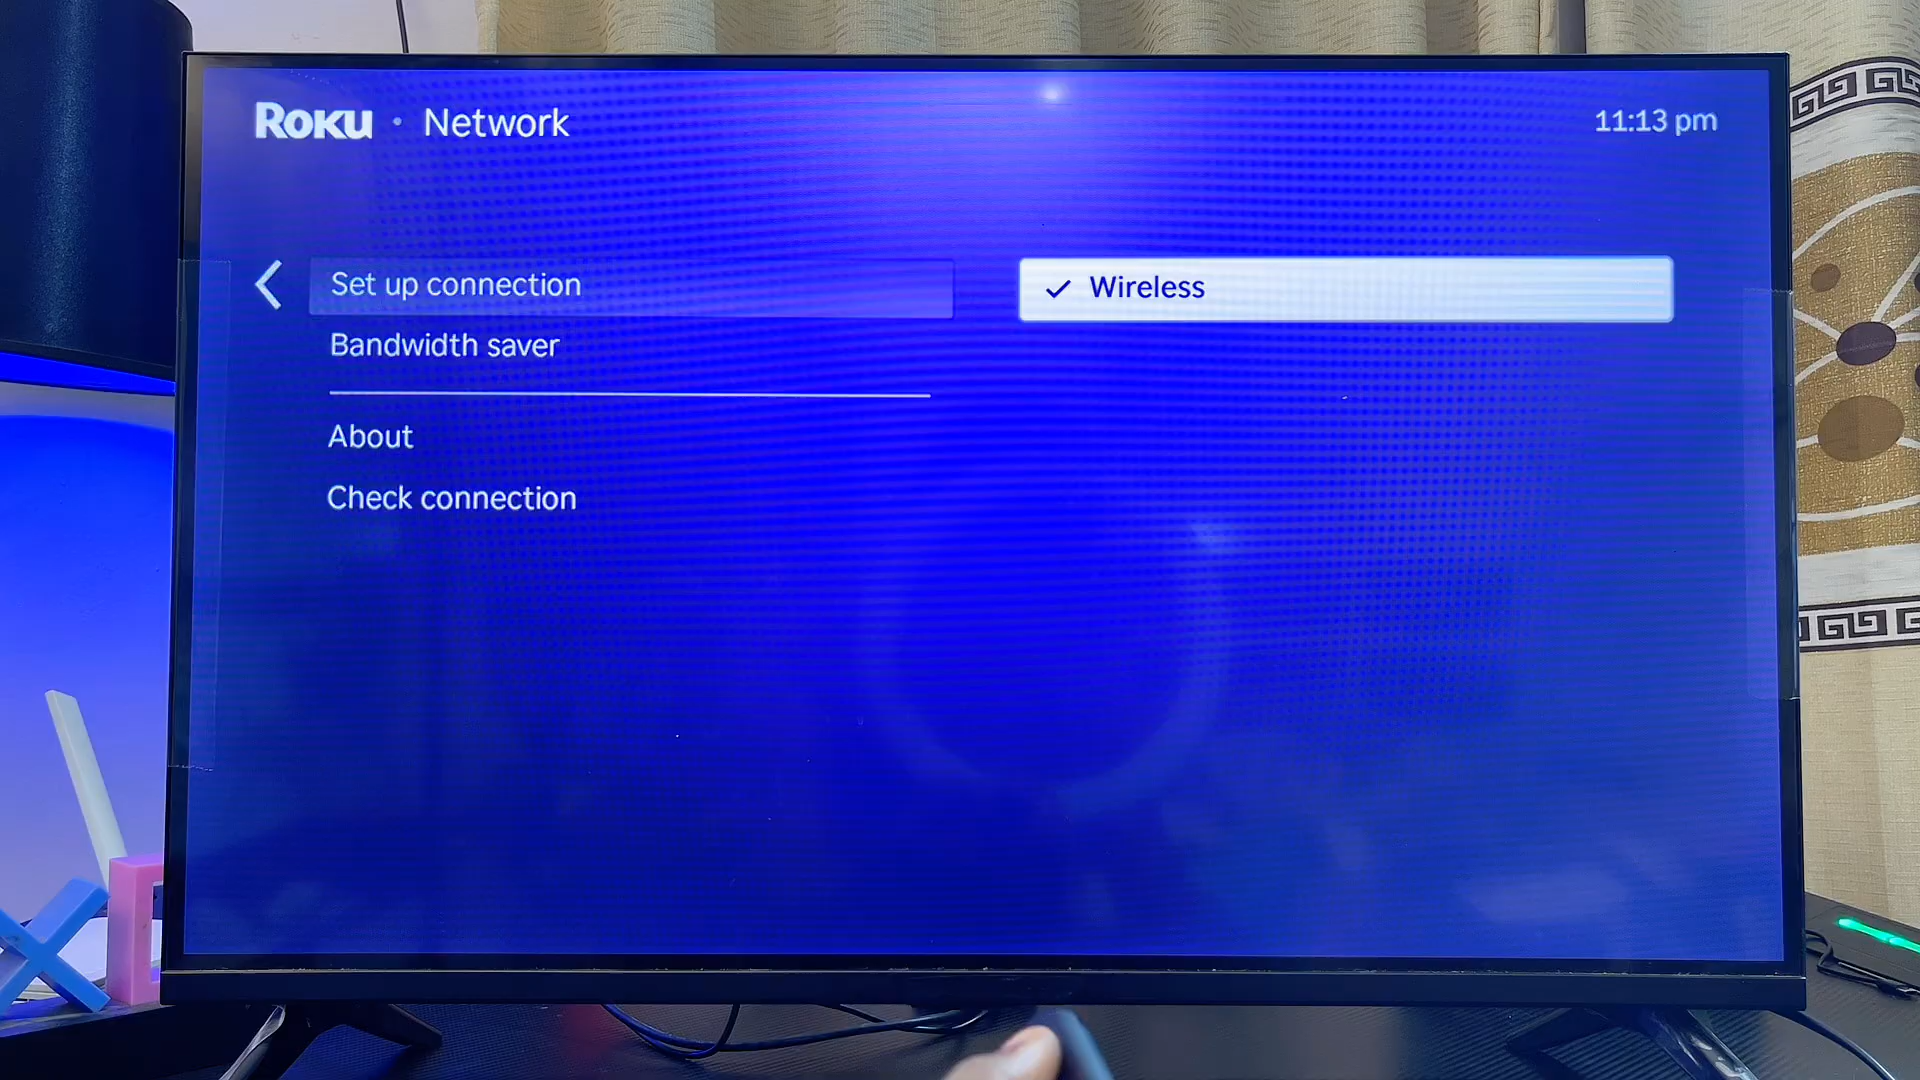 Roku • Network
11:13 pm
Set up connection
✓ Wireless
Bandwidth saver
About
Check connection